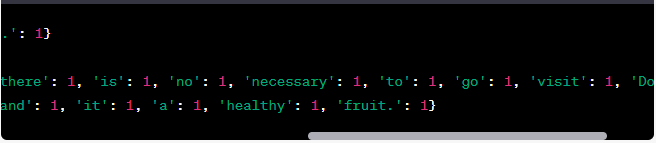 .': 1}
there': 1, 'is': 1, 'no': 1, 'necessary': 1, 'to': 1, 'go': 1, 'visit': 1, 'Do
and': 1, 'it': 1, 'a': 1, 'healthy': 1, 'fruit.': 1}